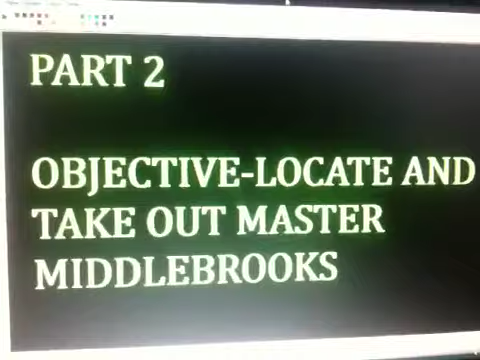 PART 2
OBJECTIVE-LOCATE AND
TAKE OUT MASTER
MIDDLEBROOKS